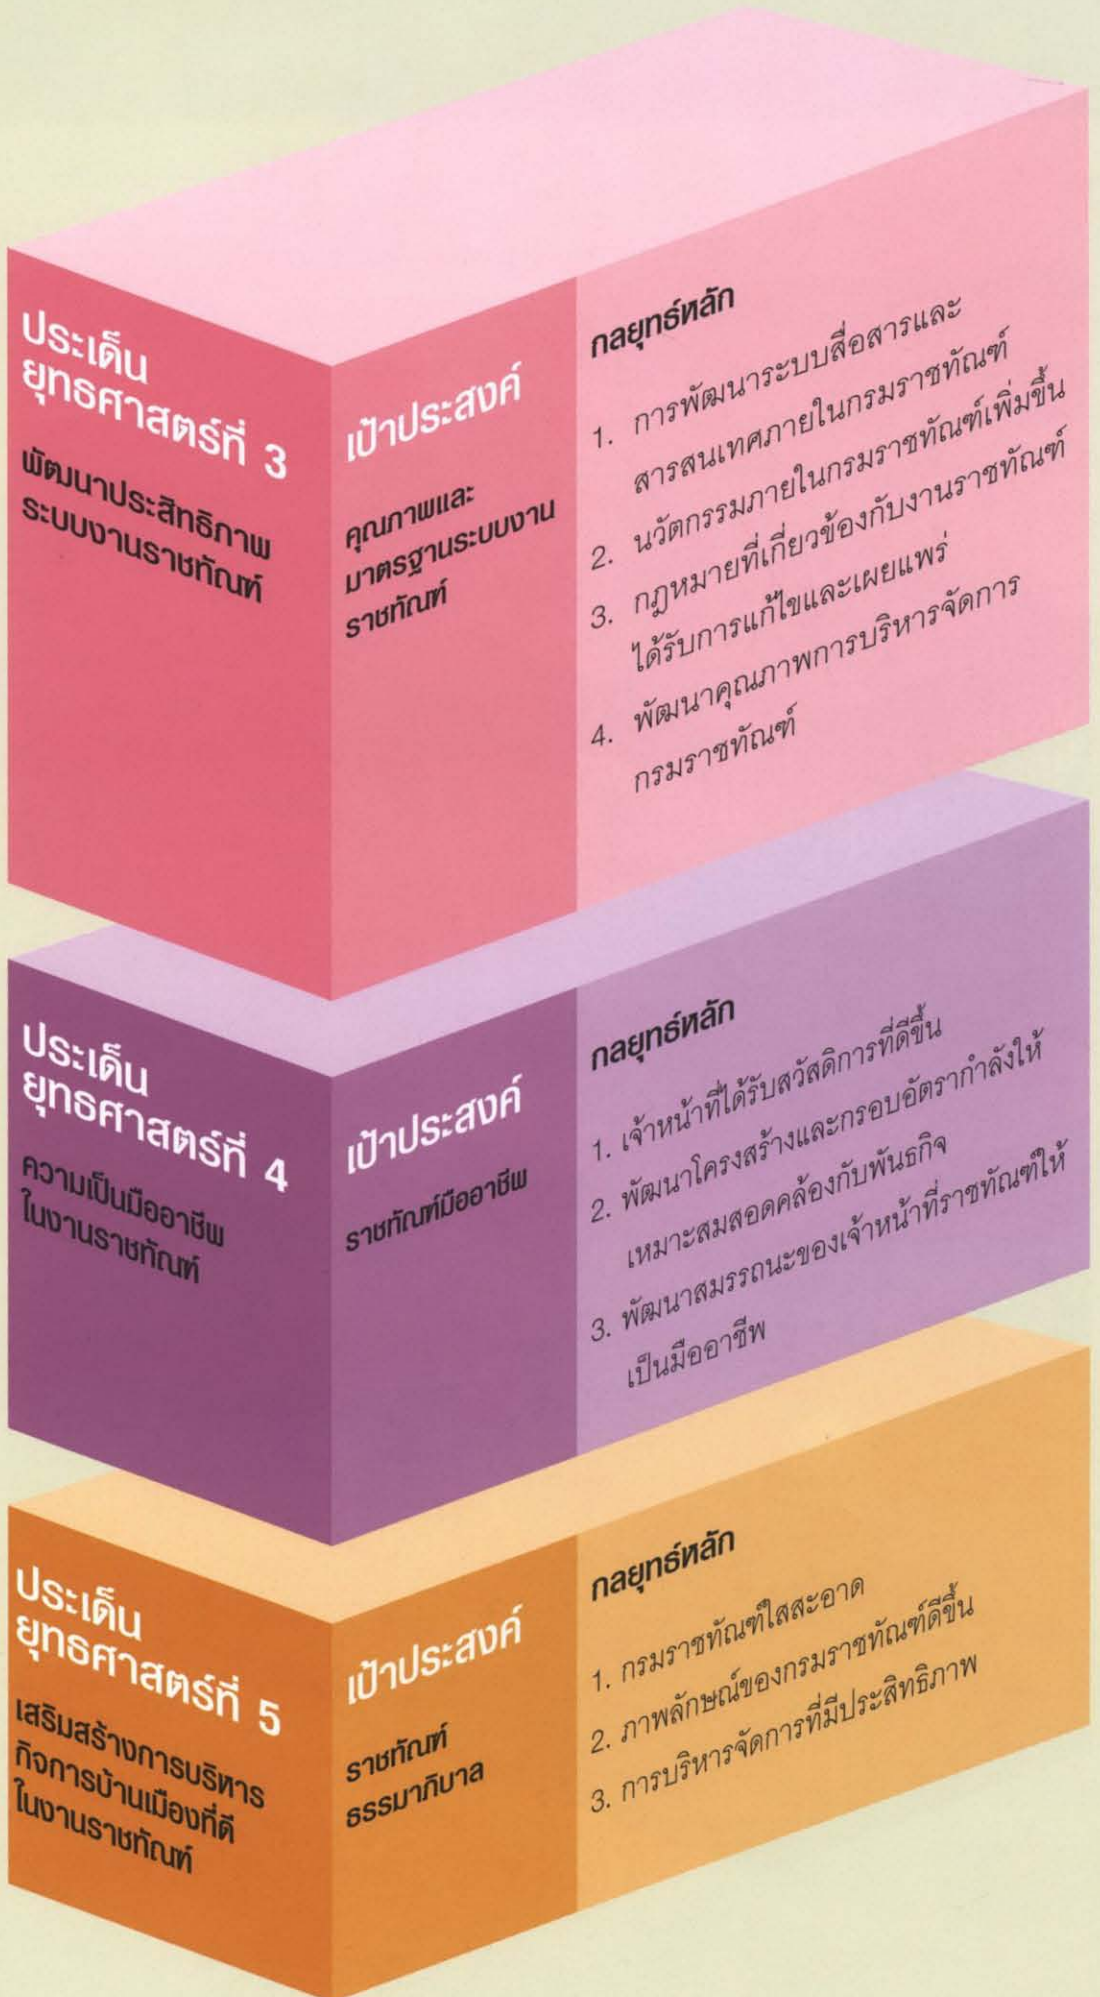 ประเด็น
ยุทธศาสตร์ที่ 3
พัฒนาประสิทธิภาพ
ระบบงานราชทัณฑ์
เป้าประสงค์
คุณภาพและ
มาตรฐานระบบงาน
ราชทัณฑ์
กลยุทธ์หลัก
1. การพัฒนาระบบสื่อสารและ
สารสนเทศภายในกรมราชทัณฑ์
2. นวัตกรรมภายในกรมราชทัณฑ์เพิ่มขึ้น
3. กฎหมายที่เกี่ยวข้องกับงานราชทัณฑ์
ได้รับการแก้ไขและเผยแพร่
4. พัฒนาคุณภาพการบริหารจัดการ
กรมราชทัณฑ์
ประเด็น
ยุทธศาสตร์ที่ 4
ความเป็นมืออาชีพ
ในงานราชทัณฑ์
เป้าประสงค์
ราชทัณฑ์มืออาชีพ
กลยุทธ์หลัก
1. เจ้าหน้าที่ได้รับสวัสดิการที่ดีขึ้น
2. พัฒนาโครงสร้างและกรอบอัตรากำลังให้
เหมาะสมสอดคล้องกับพันธกิจ
3. พัฒนาสมรรถนะของเจ้าหน้าที่ราชทัณฑ์ให้
เป็นมืออาชีพ
ประเด็น
ยุทธศาสตร์ที่ 5
เสริมสร้างการบริหาร
กิจการบ้านเมืองที่ดี
ในงานราชทัณฑ์
เป้าประสงค์
ราชทัณฑ์
ธรรมาภิบาล
กลยุทธ์หลัก
1. กรมราชทัณฑ์ใสสะอาด
2. ภาพลักษณ์ของกรมราชทัณฑ์ดีขึ้น
3. การบริหารจัดการที่มีประสิทธิภาพ